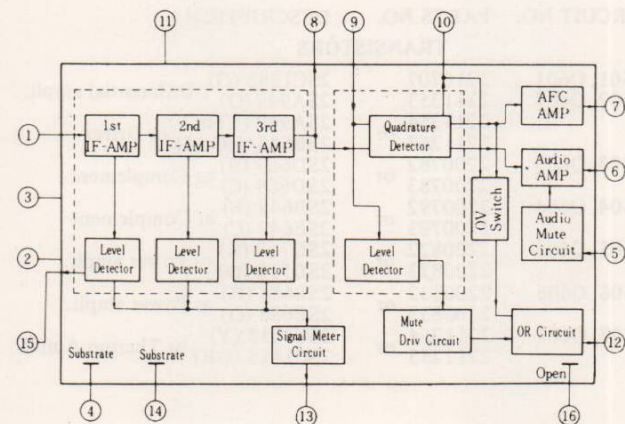 RCUIT NO.
PARTS NO.
TRANSISTORS
11
8
9
10
1
3
2
15
7
6
5
12
1st
IF-AMP
2nd
IF-AMP
3rd
IF-AMP
Quadrature
Detector
AFC
AMP
Audio
AMP
OV
Switch
Audio
Mute
Circuit
Level
Detector
Level
Detector
Level
Detector
Level
Detector
Signal Meter
Circuit
Mute
Driv Circuit
OR Cirucuit
Substrate
Substrate
Open
4
14
13
16